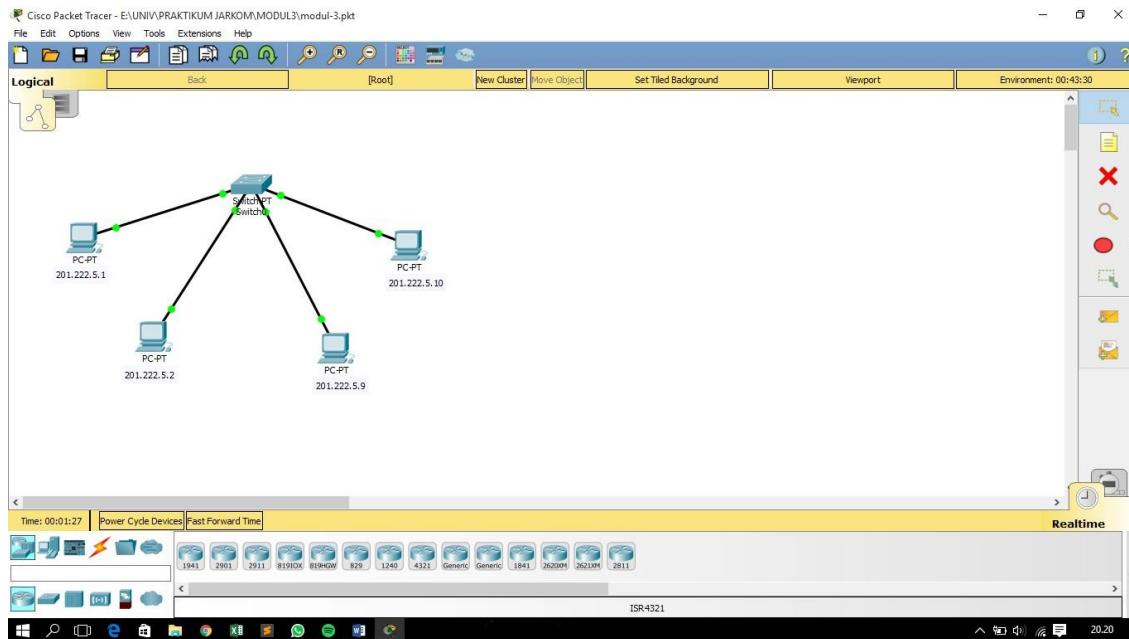 Cisco Packet Tracer - E:\UNIV\PRAKTIKUM JARKOM\MODUL3\modul-3.pkt
File Edit Options View Tools Extensions Help
Logical Back [Root] New Cluster Move Object Set Tiled Background Viewport Environment: 00:43:30
Switch-PT
Switch0
PC-PT
201.222.5.1
PC-PT
201.222.5.10
PC-PT
201.222.5.2
PC-PT
201.222.5.9
Time: 00:01:27 Power Cycle Devices Fast Forward Time Realtime
1941 2901 2911 819IOX 819HGW 829 1240 4321 Generic Generic 1841 2620XM 2621XM 2811
ISR4321
20.20